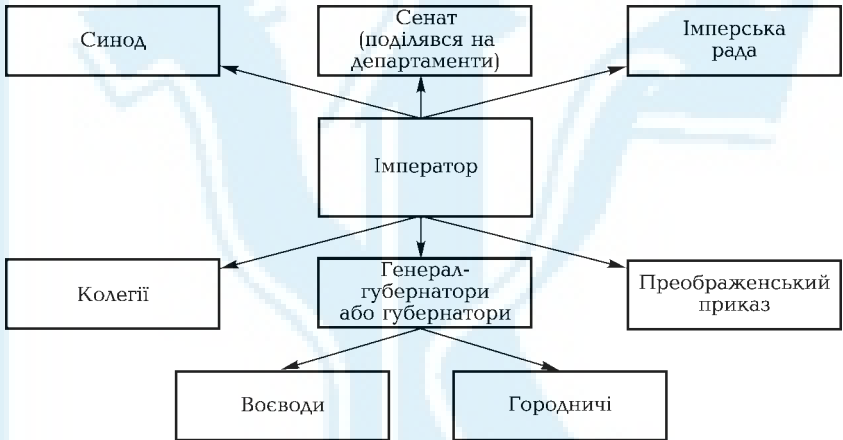 Синод
Сенат
(поділявся на
департаменти)
Імперська
рада
Імператор
Колегії
Генерал-
губернатори
або губернатори
Преображенський
приказ
Воєводи
Городничі